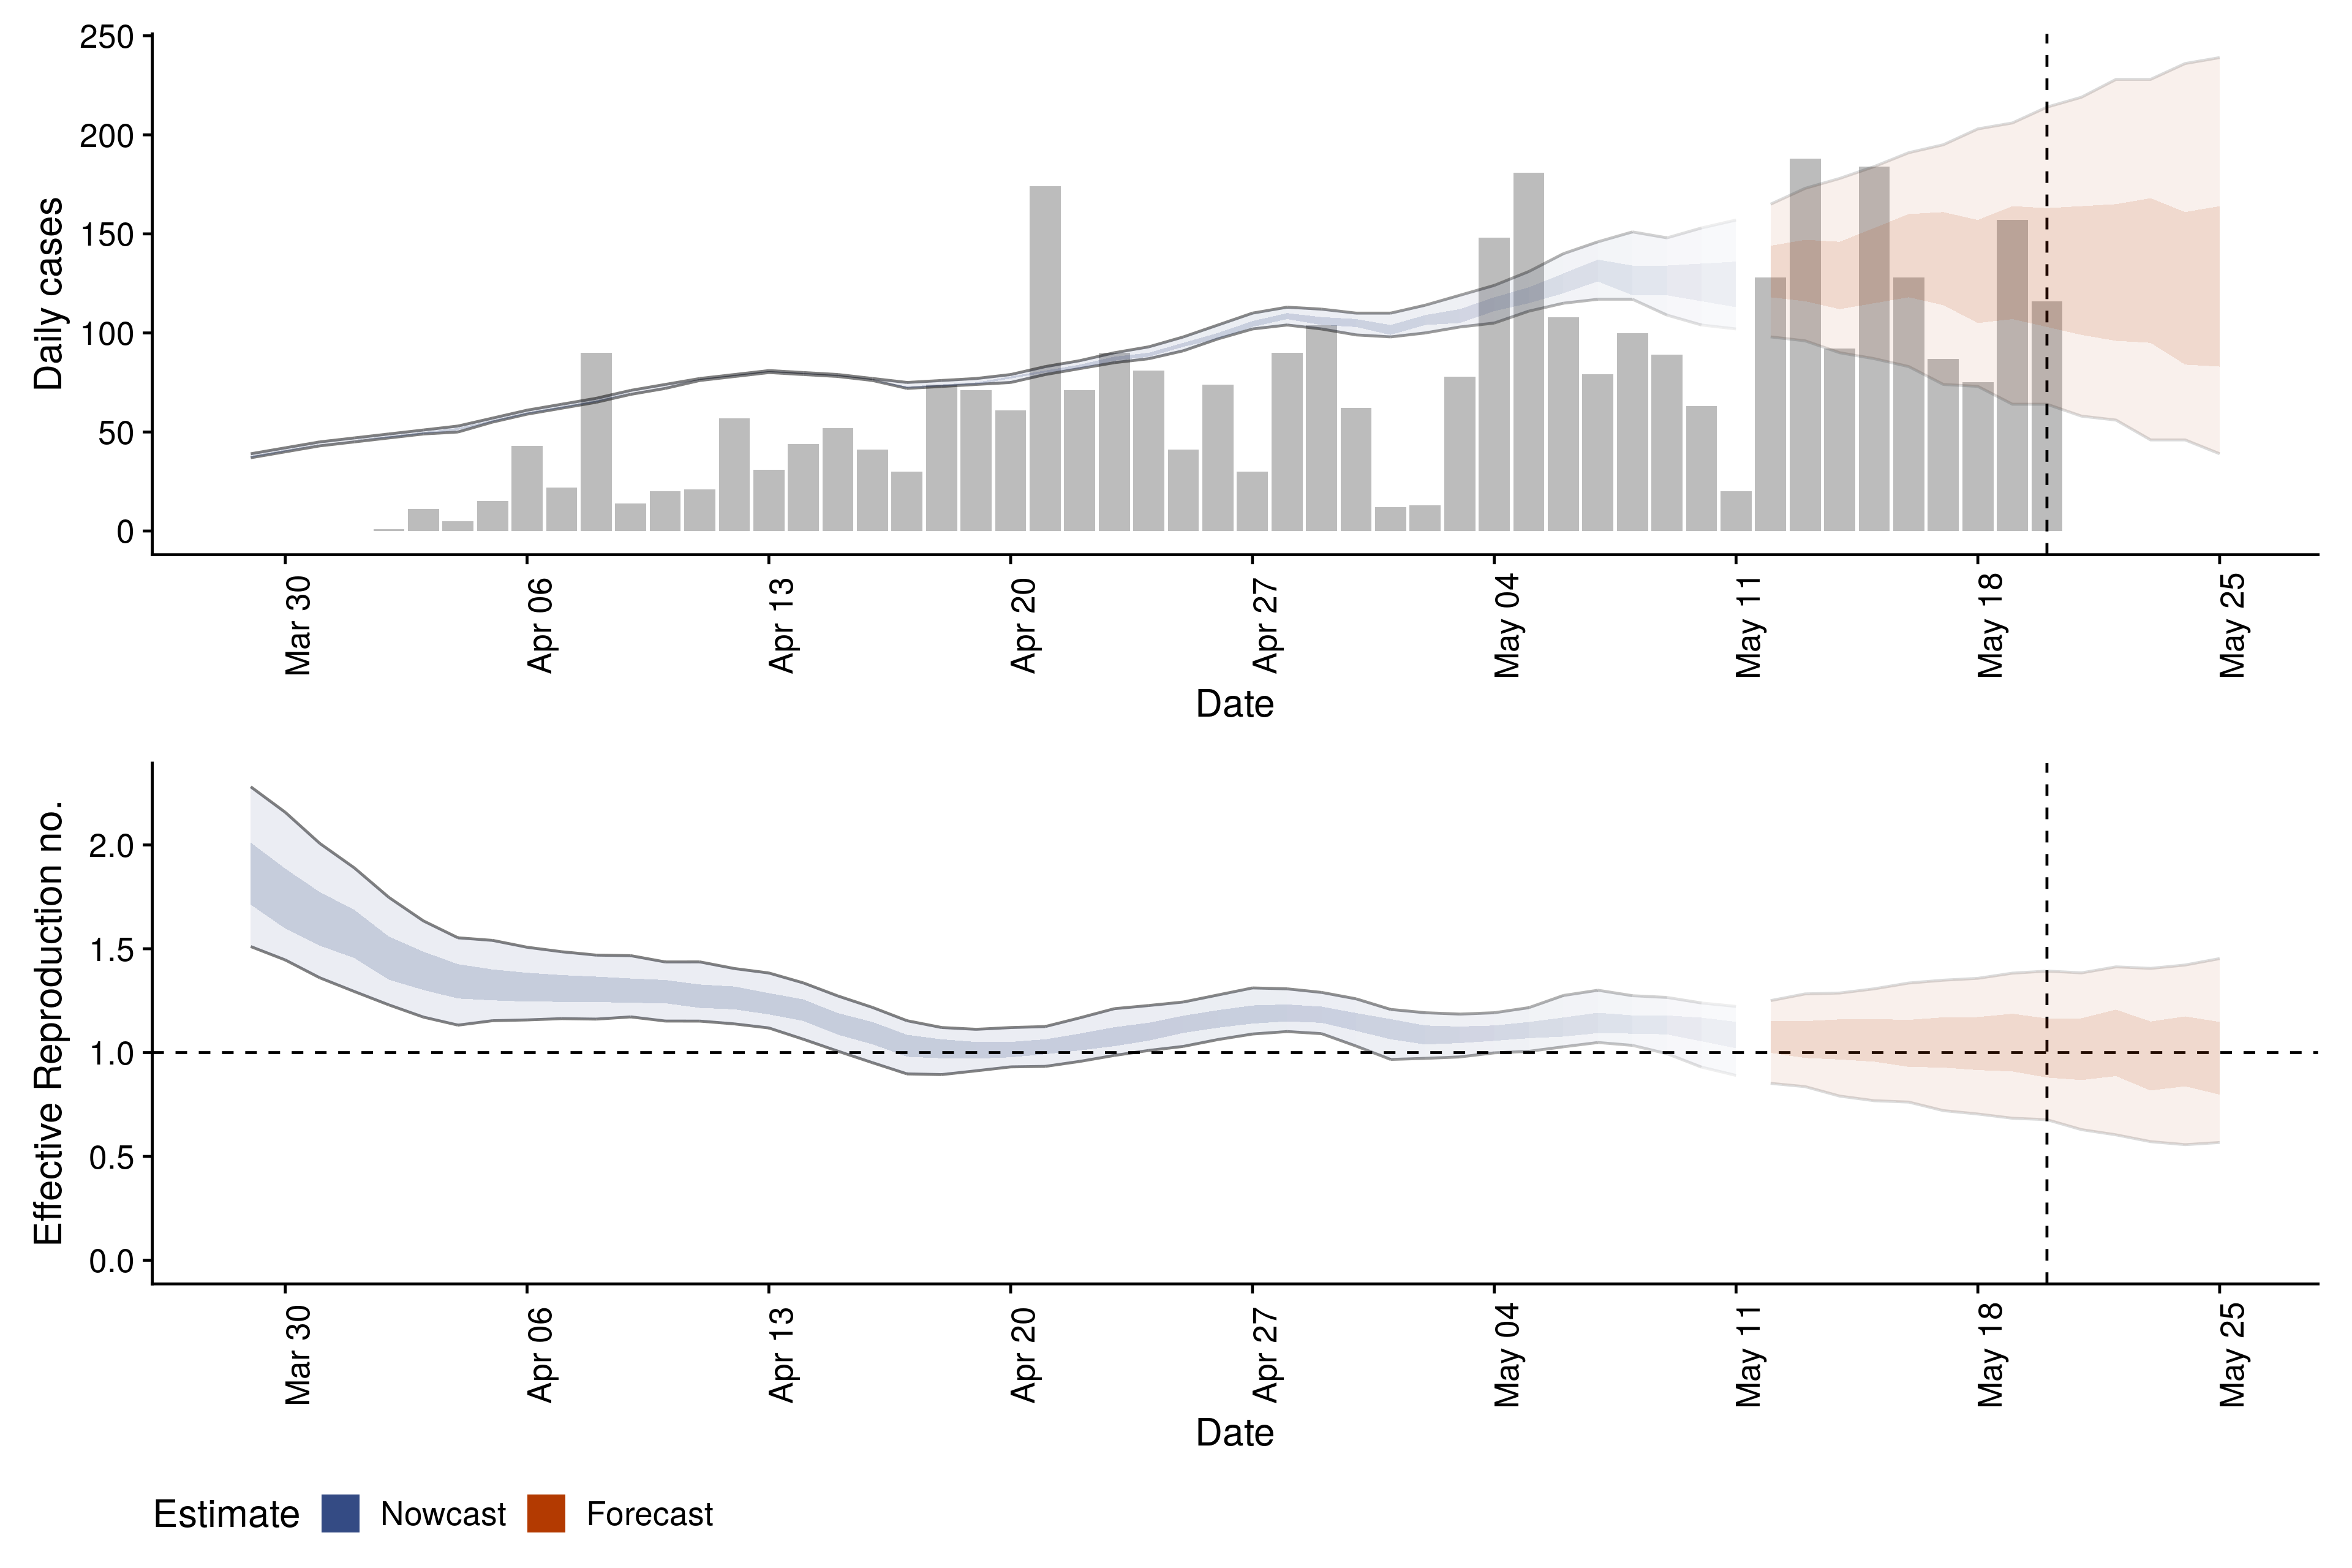 250
200
150
100
50
0
Daily cases
Mar 30
Apr 06
Apr 13
Apr 20
Apr 27
May 04
May 11
May 18
May 25
Date
2.0
1.5
1.0
0.5
0.0
Effective Reproduction no.
Mar 30
Apr 06
Apr 13
Apr 20
Apr 27
May 04
May 11
May 18
May 25
Date
Estimate Nowcast Forecast